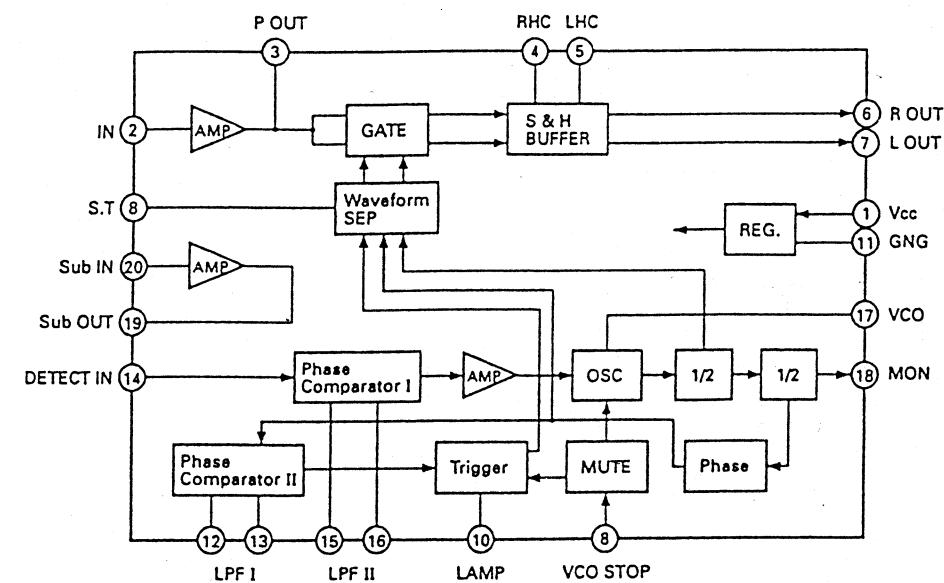 P OUT
RHC LHC
3
4
5
IN 2
AMP
GATE
S & H
BUFFER
6 R OUT
7 L OUT
S.T 8
Waveform
SEP
REG.
1 Vcc
11 GNG
Sub IN 20
AMP
Sub OUT 19
17 VCO
DETECT IN 14
Phase
Comparator I
AMP
OSC
1/2
1/2
18 MON
Phase
Comparator II
Trigger
MUTE
Phase
12
13
15
16
10
8
LPF I
LPF II
LAMP
VCO STOP